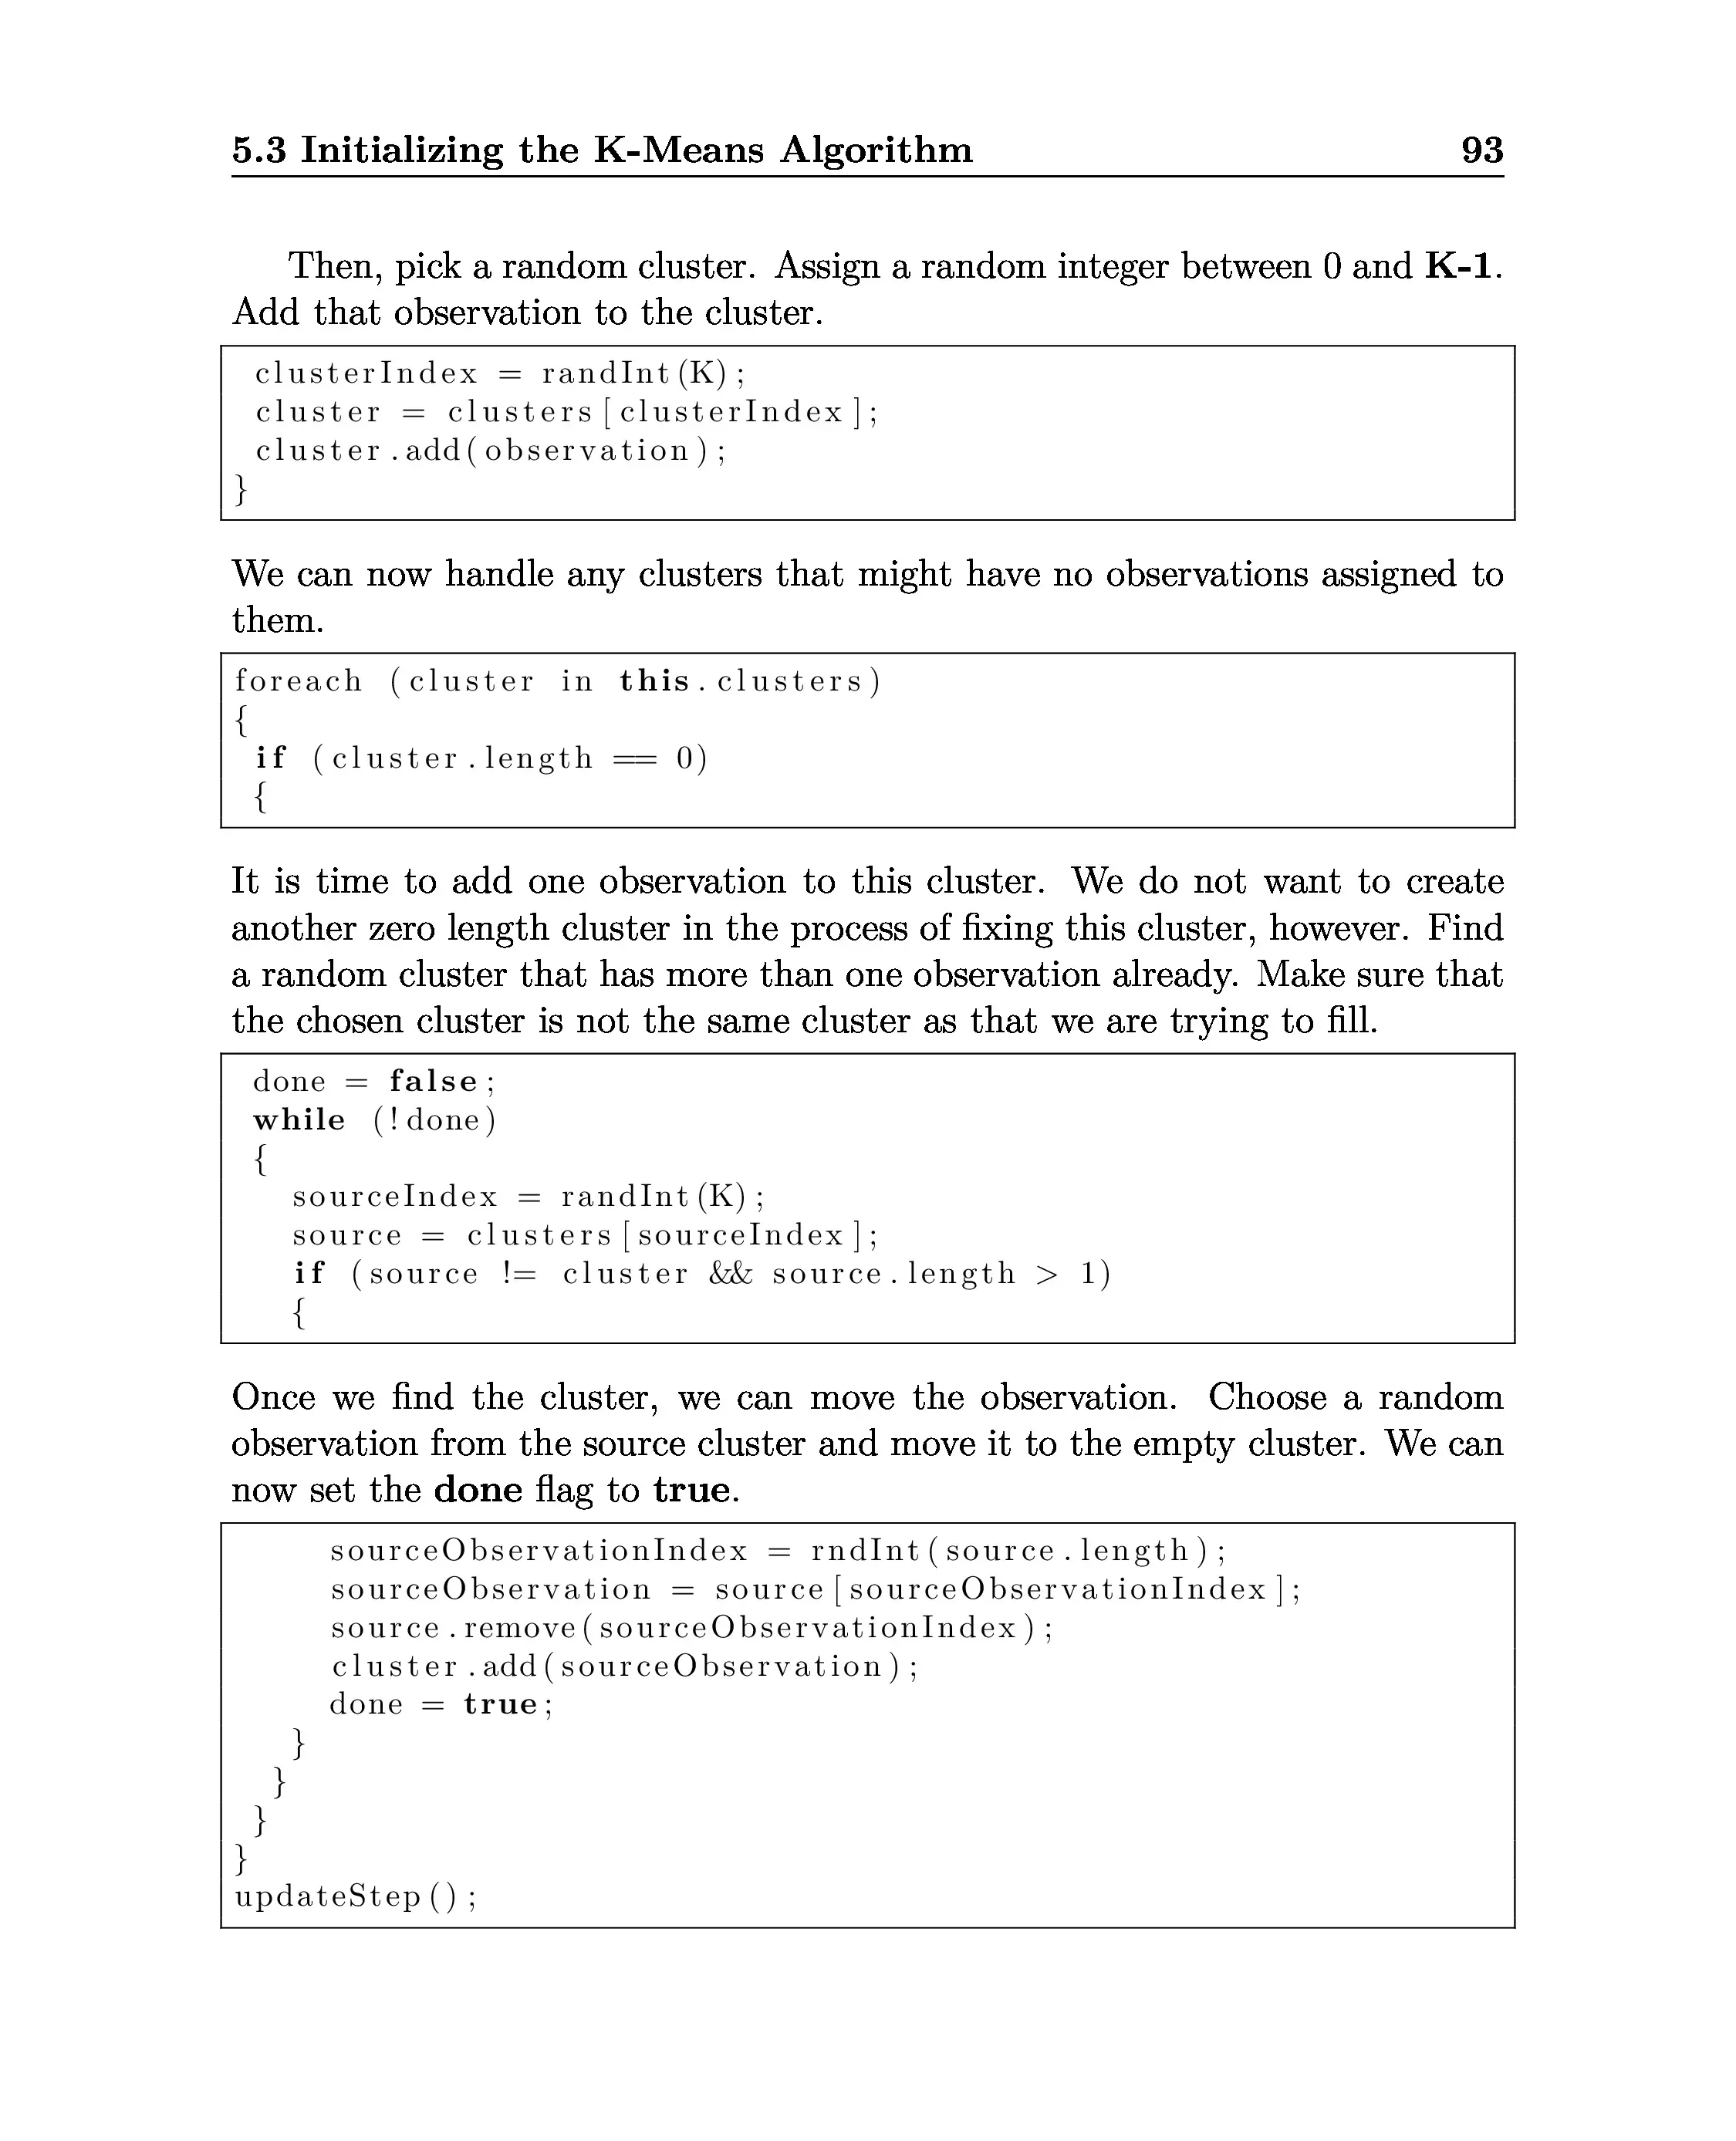 5.3 Initializing the K-Means Algorithm 93
Then, pick a random cluster. Assign a random integer between 0 and K-1.
Add that observation to the cluster.
clusterIndex = randInt(K);
cluster = clusters[clusterIndex];
cluster.add(observation);
}
We can now handle any clusters that might have no observations assigned to
them.
foreach (cluster in this.clusters)
{
if (cluster.length == 0)
{
It is time to add one observation to this cluster. We do not want to create
another zero length cluster in the process of fixing this cluster, however. Find
a random cluster that has more than one observation already. Make sure that
the chosen cluster is not the same cluster as that we are trying to fill.
done = false;
while (!done)
{
sourceIndex = randInt(K);
source = clusters[sourceIndex];
if (source != cluster && source.length > 1)
{
Once we find the cluster, we can move the observation. Choose a random
observation from the source cluster and move it to the empty cluster. We can
now set the done flag to true.
sourceObservationIndex = rndInt(source.length);
sourceObservation = source[sourceObservationIndex];
source.remove(sourceObservationIndex);
cluster.add(sourceObservation);
done = true;
}
}
}
}
updateStep();